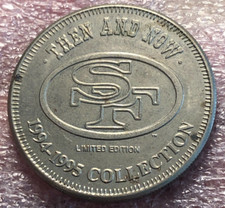 · THEN AND NOW ·
SF
LIMITED EDITION
1994-1995 COLLECTION